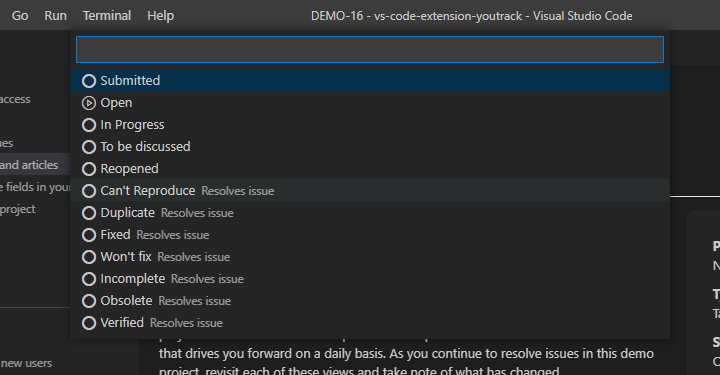 Go Run Terminal Help DEMO-16 - vs-code-extension-youtrack - Visual Studio Code
Submitted
Open
access
In Progress
To be discussed
and articles
Reopened
fields in your
Can't Reproduce Resolves issue
project
Duplicate Resolves issue
Fixed Resolves issue
Won't fix Resolves issue
Incomplete Resolves issue
Obsolete Resolves issue
Verified Resolves issue
that drives you forward on a daily basis. As you continue to resolve issues in this demo
new users
project, revisit each of these views and take note of what has changed